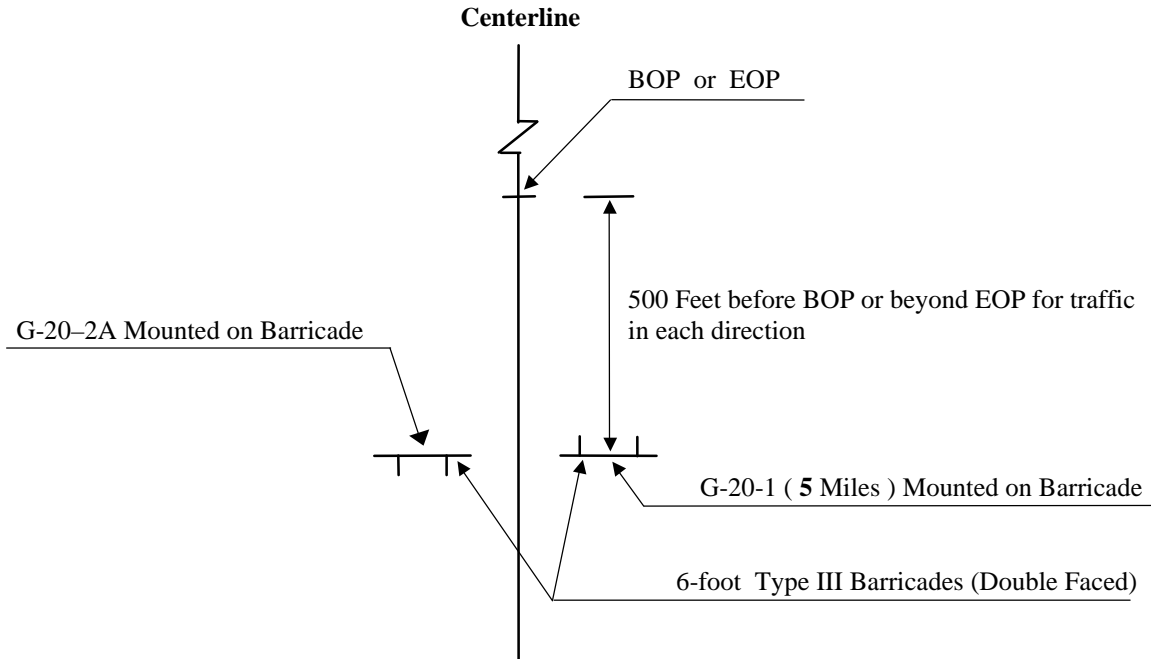 Centerline
BOP or EOP
500 Feet before BOP or beyond EOP for traffic
in each direction
G-20–2A Mounted on Barricade
G-20-1 ( 5 Miles ) Mounted on Barricade
6-foot Type III Barricades (Double Faced)